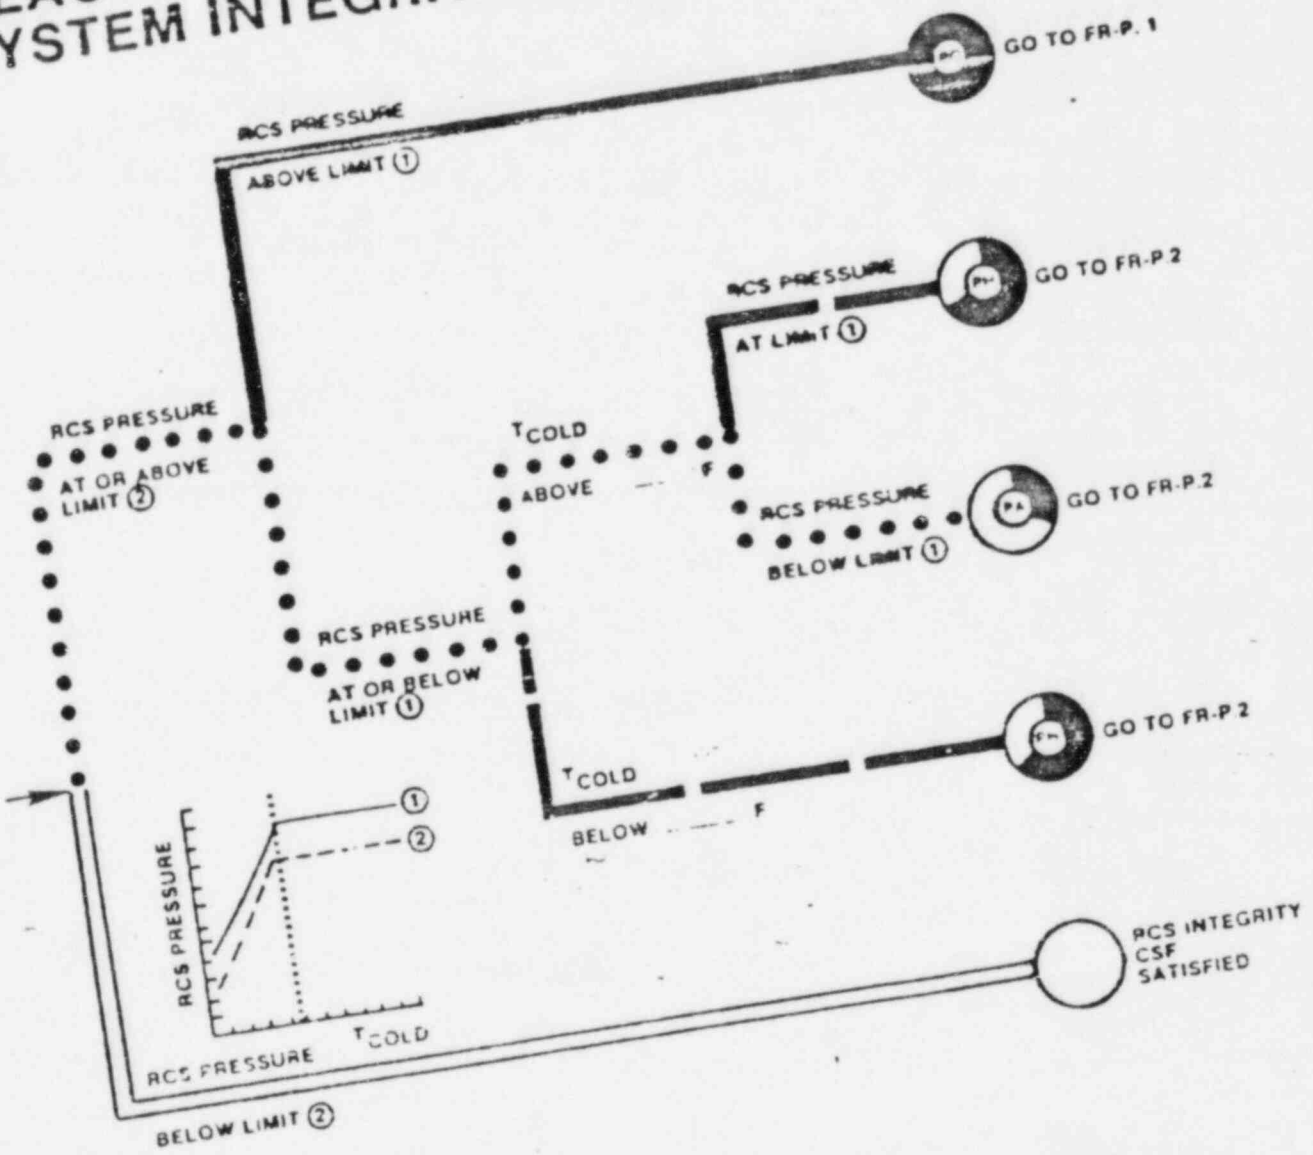 YSTEM
RCS PRESSURE
ABOVE LIMIT ①
GO TO FR-P. 1
RCS PRESSURE
AT LIMIT ①
GO TO FR-P.2
RCS PRESSURE
AT OR ABOVE
LIMIT ②
TCOLD
ABOVE ___ F
RCS PRESSURE
BELOW LIMIT ①
GO TO FR-P.2
RCS PRESSURE
AT OR BELOW
LIMIT ①
TCOLD
BELOW ____ F
GO TO FR-P.2
①
②
RCS PRESSURE
TCOLD
RCS PRESSURE
BELOW LIMIT ②
RCS INTEGRITY
CSF
SATISFIED